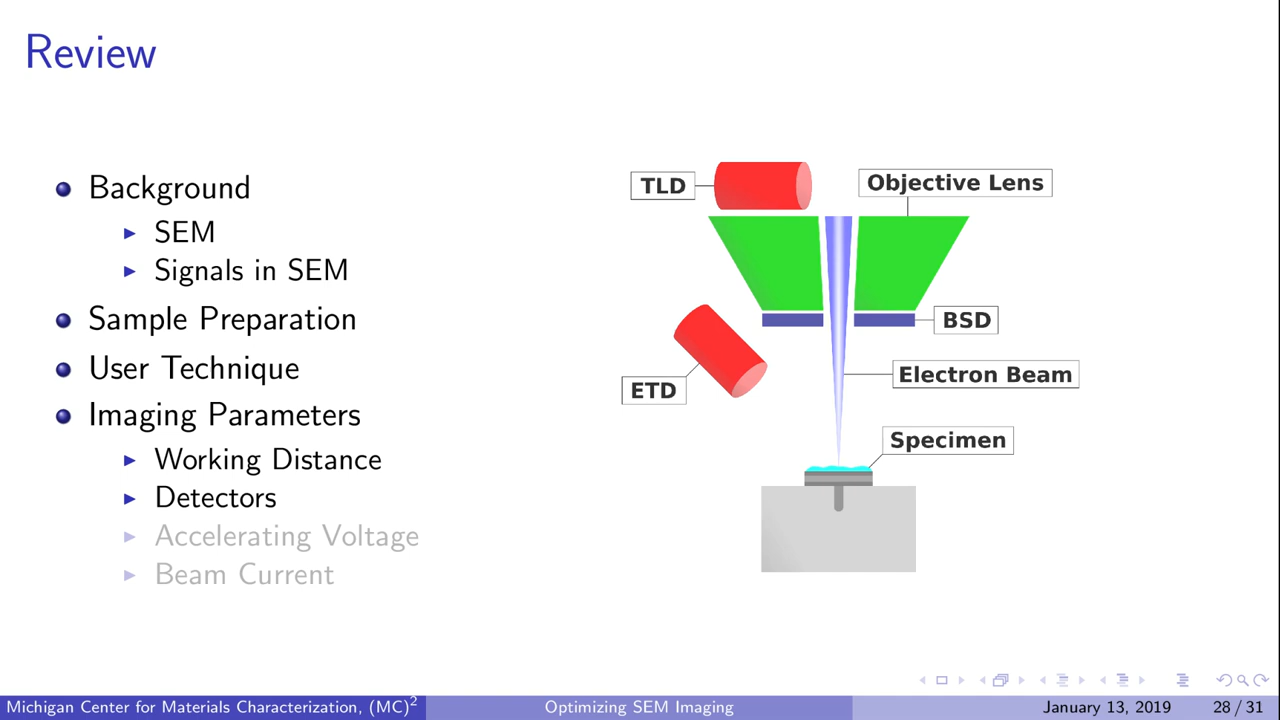 Review
Background
SEM
Signals in SEM
Sample Preparation
User Technique
Imaging Parameters
Working Distance
Detectors
Accelerating Voltage
Beam Current
TLD
Objective Lens
BSD
Electron Beam
ETD
Specimen
Michigan Center for Materials Characterization, (MC)²
Optimizing SEM Imaging
January 13, 2019
28 / 31